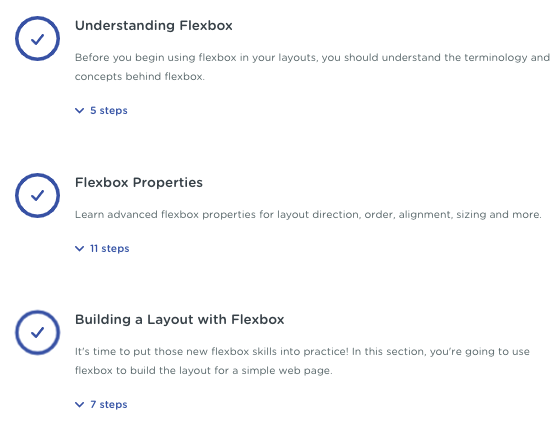 Understanding Flexbox
Before you begin using flexbox in your layouts, you should understand the terminology and
concepts behind flexbox.
5 steps
Flexbox Properties
Learn advanced flexbox properties for layout direction, order, alignment, sizing and more.
11 steps
Building a Layout with Flexbox
It's time to put those new flexbox skills into practice! In this section, you're going to use
flexbox to build the layout for a simple web page.
7 steps